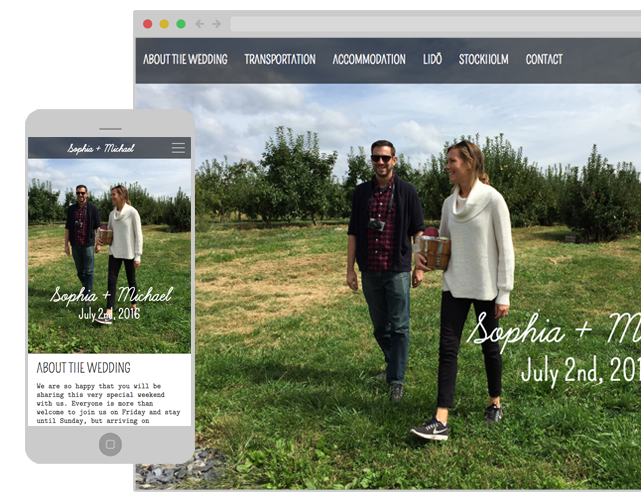 ABOUT THE WEDDING TRANSPORTATION ACCOMMODATION LIDÖ STOCKHOLM CONTACT
Sophia + M
July 2nd, 201
Sophia + Michael
Sophia + Michael
July 2nd, 2016
ABOUT THE WEDDING
We are so happy that you will be
sharing this very special weekend
with us. Everyone is more than
welcome to join us on Friday and stay
until Sunday, but arriving on